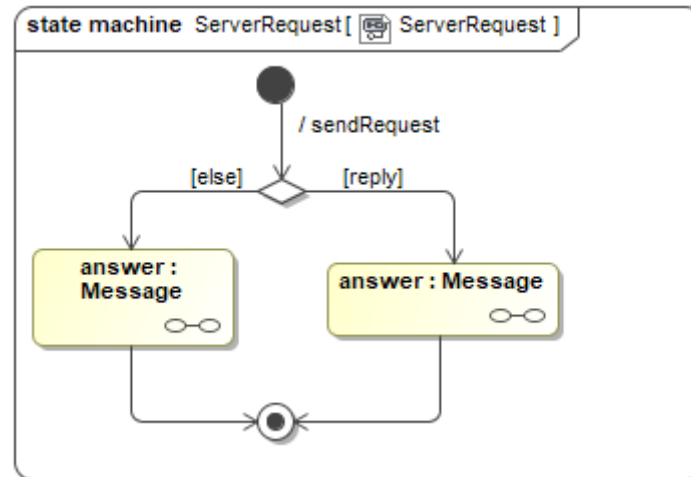 state machine ServerRequest[ ServerRequest ]
/ sendRequest
[else] [reply]
answer :
Message
answer : Message